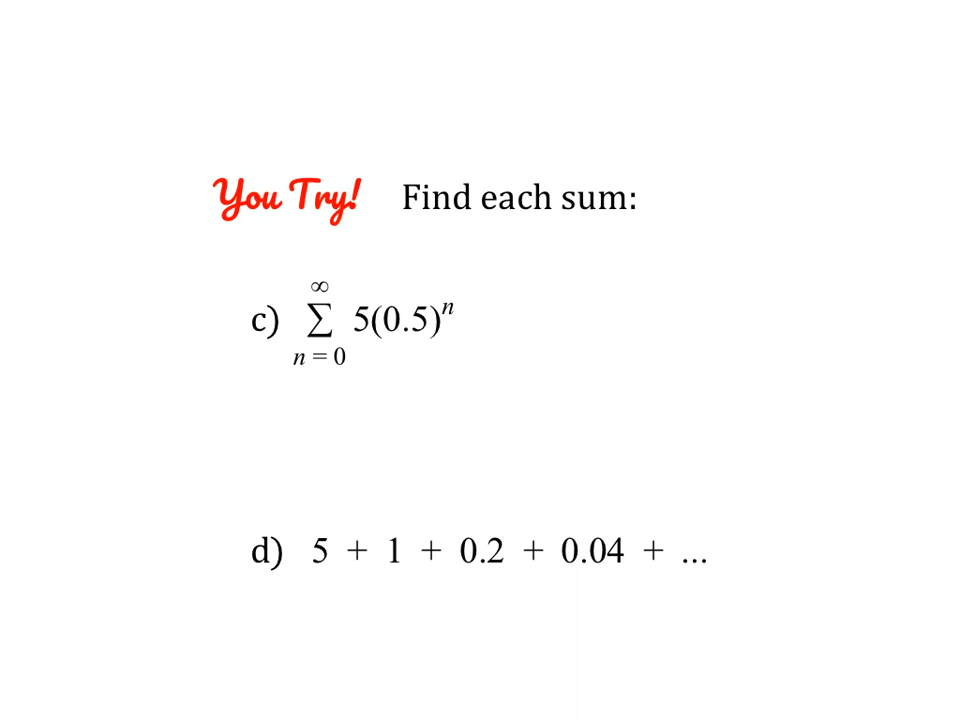 You Try! Find each sum:
∞
c) ∑ 5(0.5)ⁿ
n = 0
d) 5 + 1 + 0.2 + 0.04 + ...